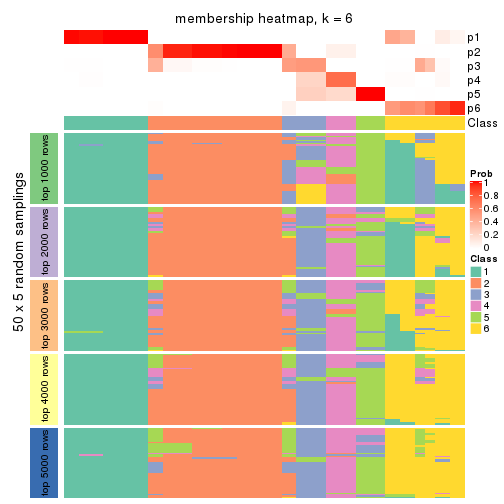 membership heatmap, k = 6
p1
p2
p3
p4
p5
p6
Class
50 x 5 random samplings
top 1000 rows
top 2000 rows
top 3000 rows
top 4000 rows
top 5000 rows
Prob
1
0.8
0.6
0.4
0.2
0
Class
1
2
3
4
5
6